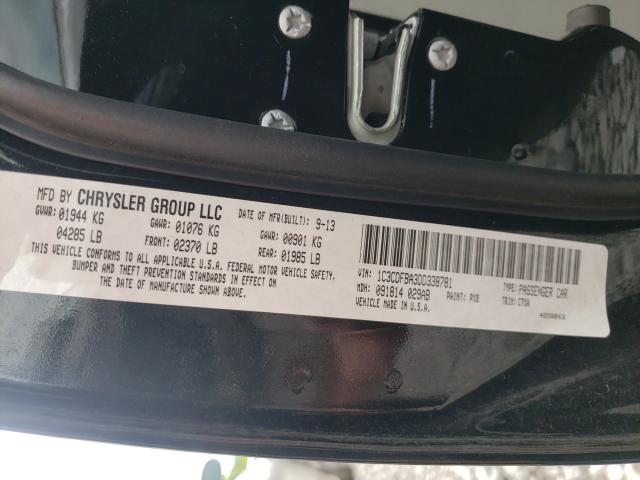 MFD BY CHRYSLER GROUP LLC DATE OF MFR(BUILT): 9-13
GVWR: 01944 KG GAWR: 01076 KG GAWR: 00901 KG
04285 LB FRONT: 02370 LB REAR: 01985 LB
THIS VEHICLE CONFORMS TO ALL APPLICABLE U.S.A. FEDERAL MOTOR VEHICLE SAFETY,
BUMPER AND THEFT PREVENTION STANDARDS IN EFFECT ON
THE DATE OF MANUFACTURE SHOWN ABOVE.
VIN: 1C3CDFBA3DD338781 TYPE: PASSENGER CAR
MDH: 091814 029AB PAINT: PXB TRIM: CTX9
VEHICLE MADE IN U.S.A. 4658043